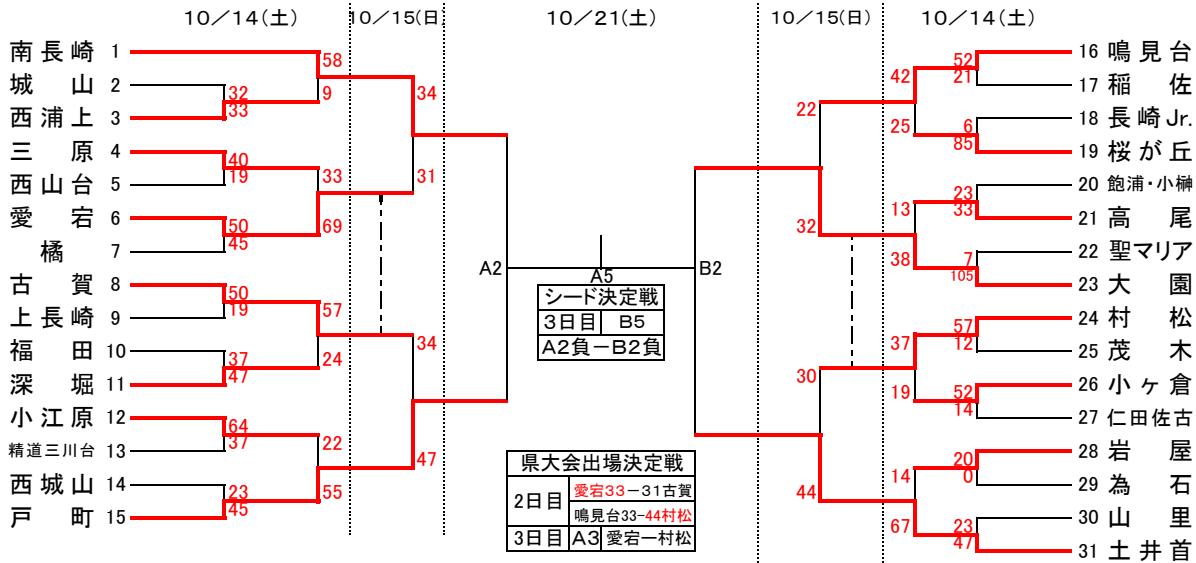 10／14（土）
10／15（日
10／21（土）
10／15（日）
10／14（土）
南長崎 1
城山 2
西浦上 3
三原 4
西山台 5
愛宕 6
橘 7
古賀 8
上長崎 9
福田 10
深堀 11
小江原 12
精道三川台 13
西城山 14
戸町 15
32
33
40
19
50
45
50
19
37
47
64
37
23
45
58
9
33
69
57
24
22
55
34
31
34
47
A2
A5
B2
シード決定戦
3日目 B5
A2負－B2負
県大会出場決定戦
2日目 愛宕33－31古賀
鳴見台33-44村松
3日目 A3 愛宕－村松
22
32
30
44
42
25
13
38
37
19
14
67
52
21
6
85
23
33
7
105
57
12
52
14
20
0
23
47
16 鳴見台
17 稲佐
18 長崎Jr.
19 桜が丘
20 飽浦・小榊
21 高尾
22 聖マリア
23 大園
24 村松
25 茂木
26 小ヶ倉
27 仁田佐古
28 岩屋
29 為石
30 山里
31 土井首